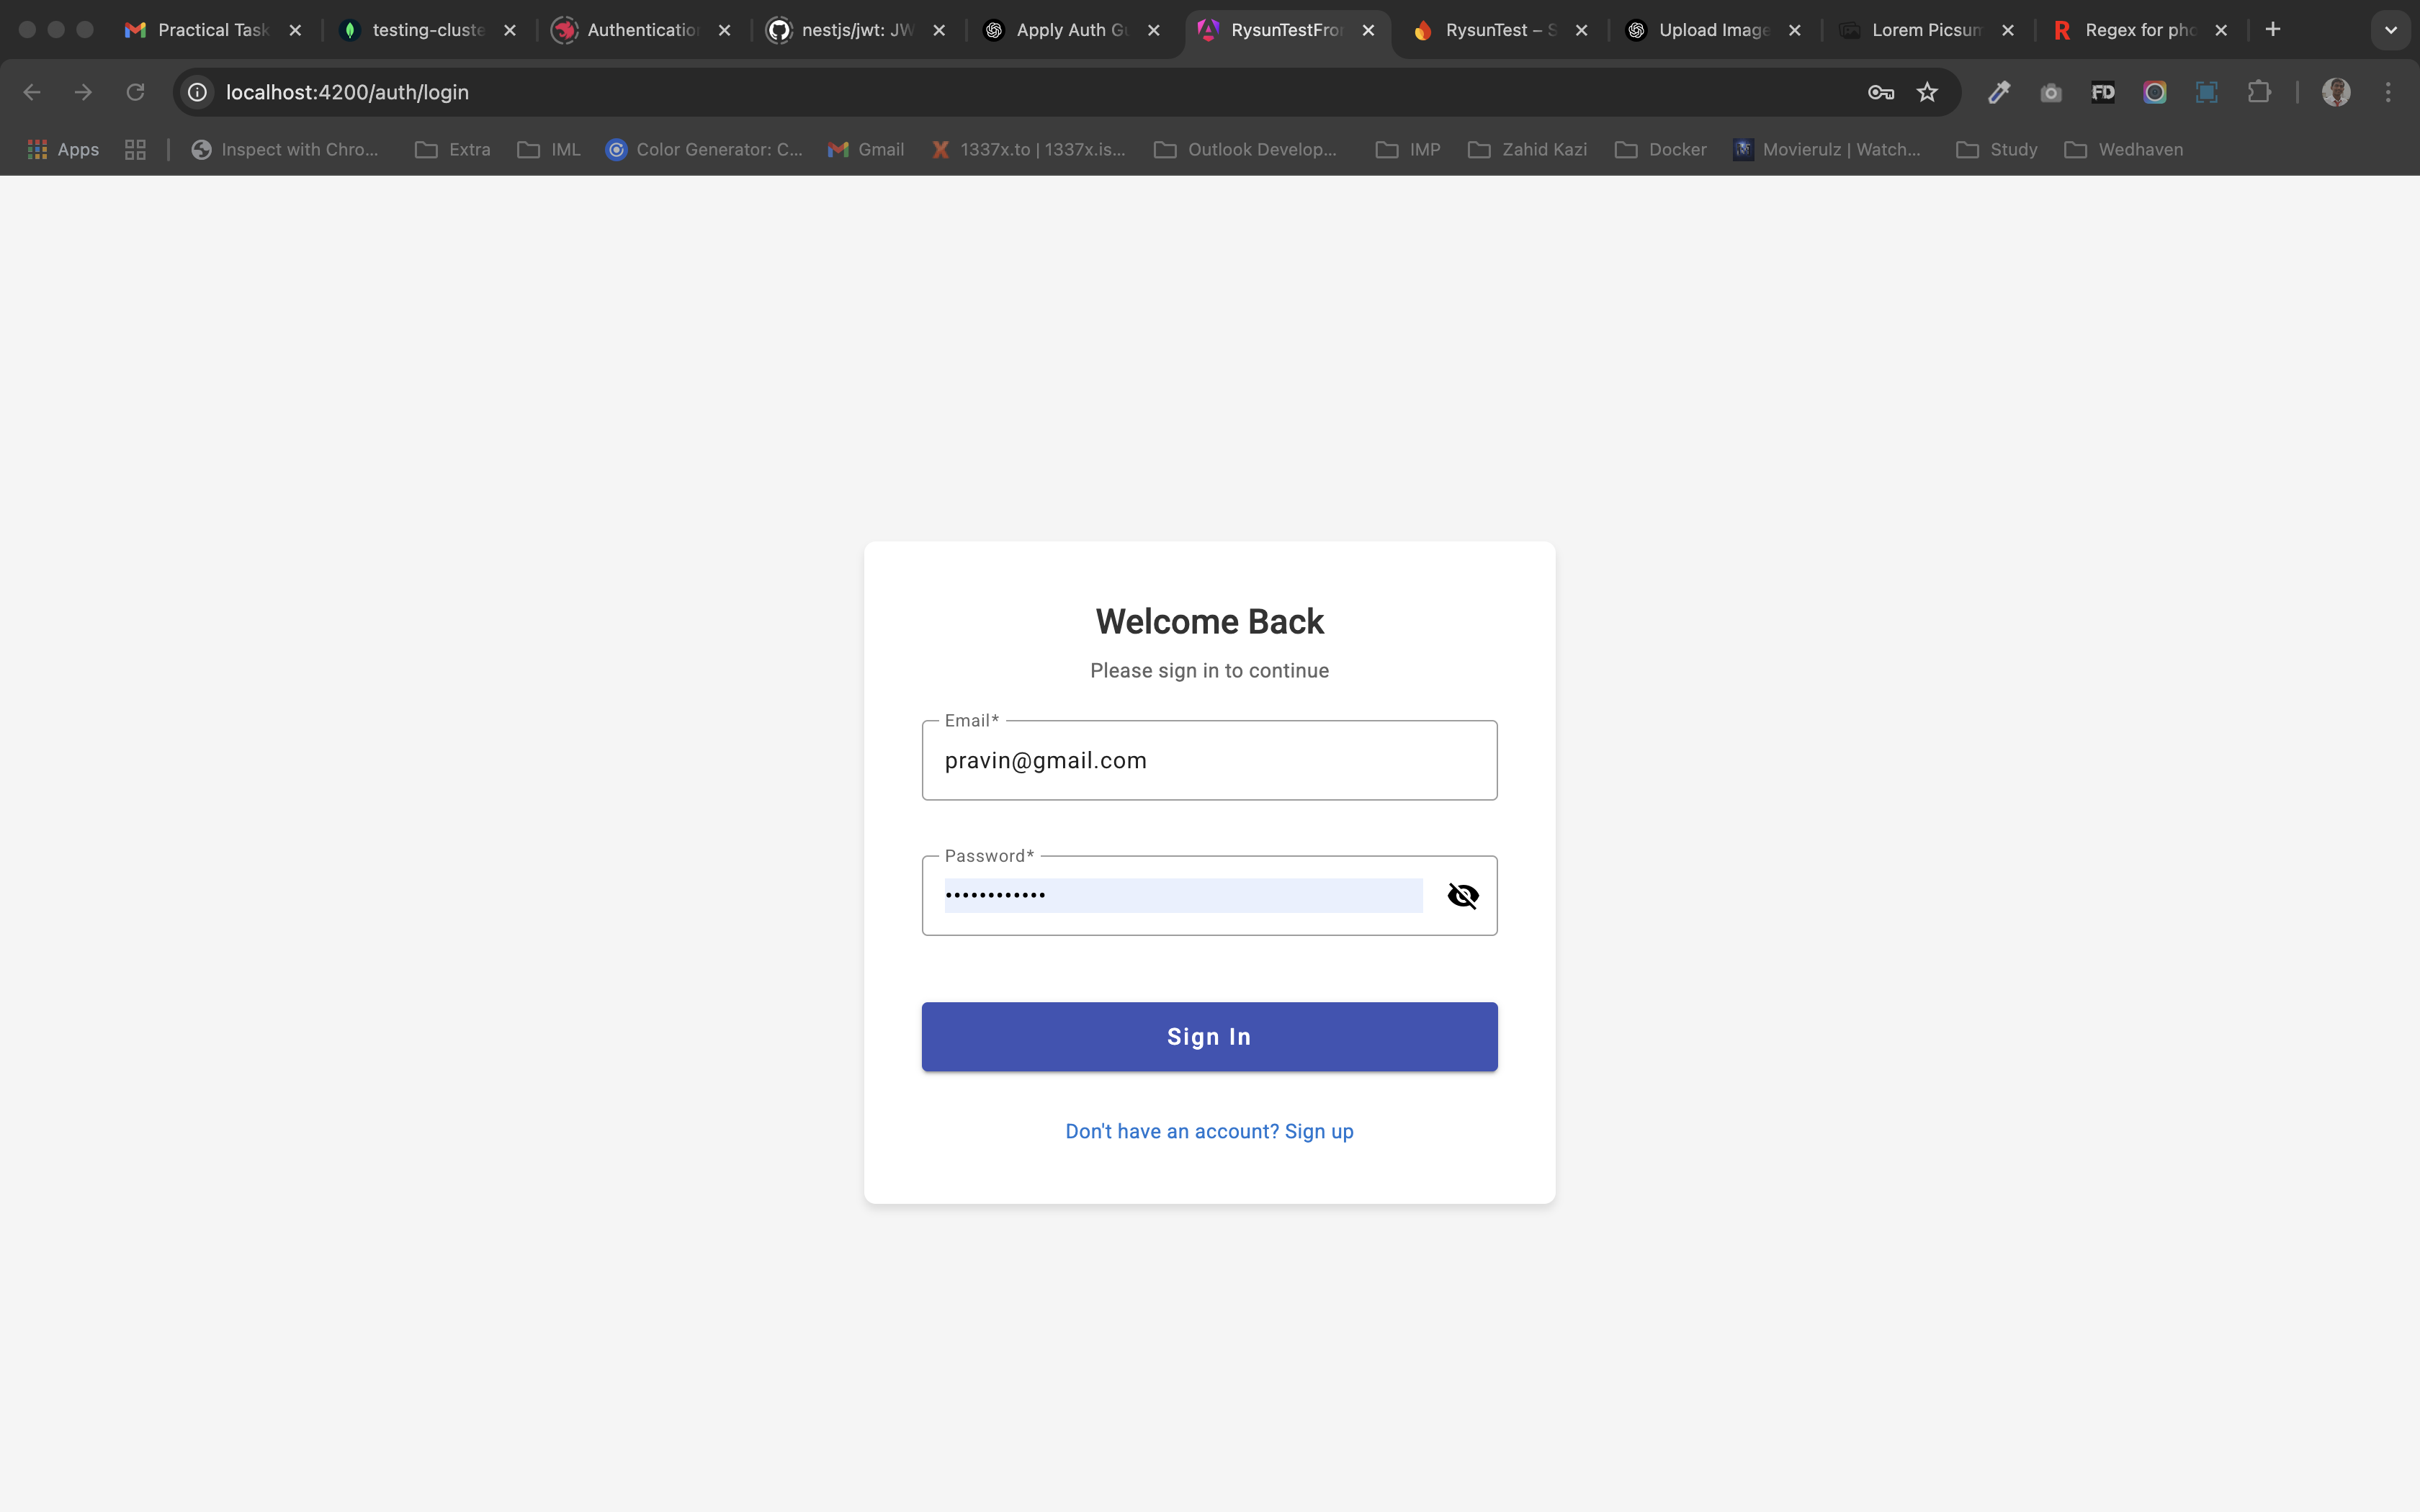 Practical Task
testing-cluste
Authentication
nestjs/jwt: JW
Apply Auth Gu
RysunTestFron
RysunTest – S
Upload Image
Lorem Picsum
Regex for pho
localhost:4200/auth/login
FD
Apps
Inspect with Chro...
Extra
IML
Color Generator: C...
Gmail
1337x.to | 1337x.is...
Outlook Develop...
IMP
Zahid Kazi
Docker
Movierulz | Watch...
Study
Wedhaven
Welcome Back
Please sign in to continue
Email*
pravin@gmail.com
Password*
••••••••••••
Sign In
Don't have an account? Sign up